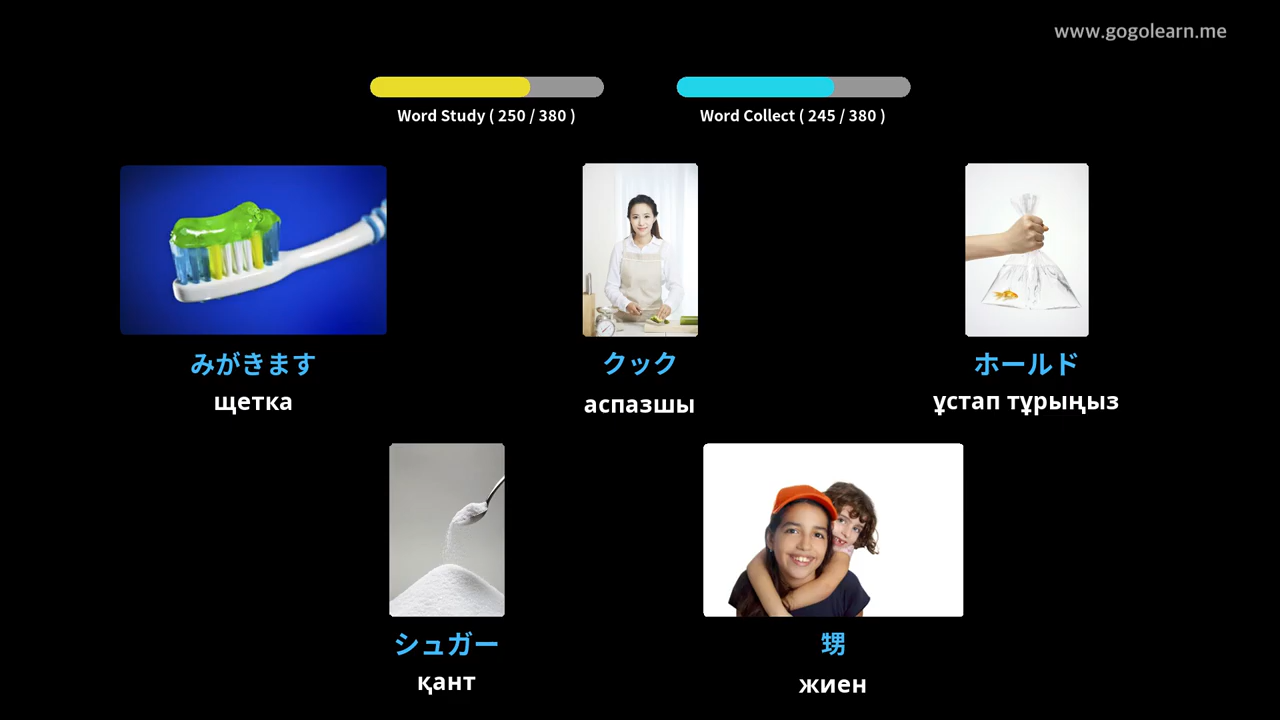 www.gogolearn.me
Word Study ( 250 / 380 )
Word Collect ( 245 / 380 )
みがきます
щетка
クック
аспазшы
ホールド
ұстап тұрыңыз
シュガー
қант
甥
жиен